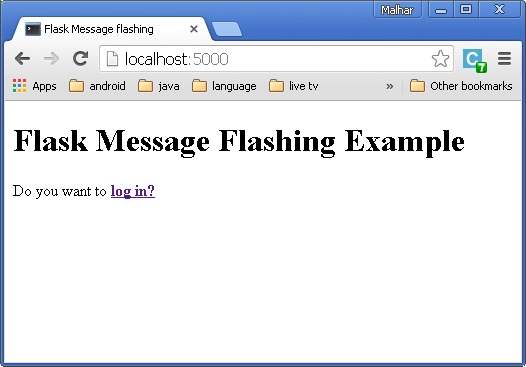 Malhar
Flask Message flashing
localhost:5000
7
Apps android java language live tv » Other bookmarks
Flask Message Flashing Example
Do you want to log in?